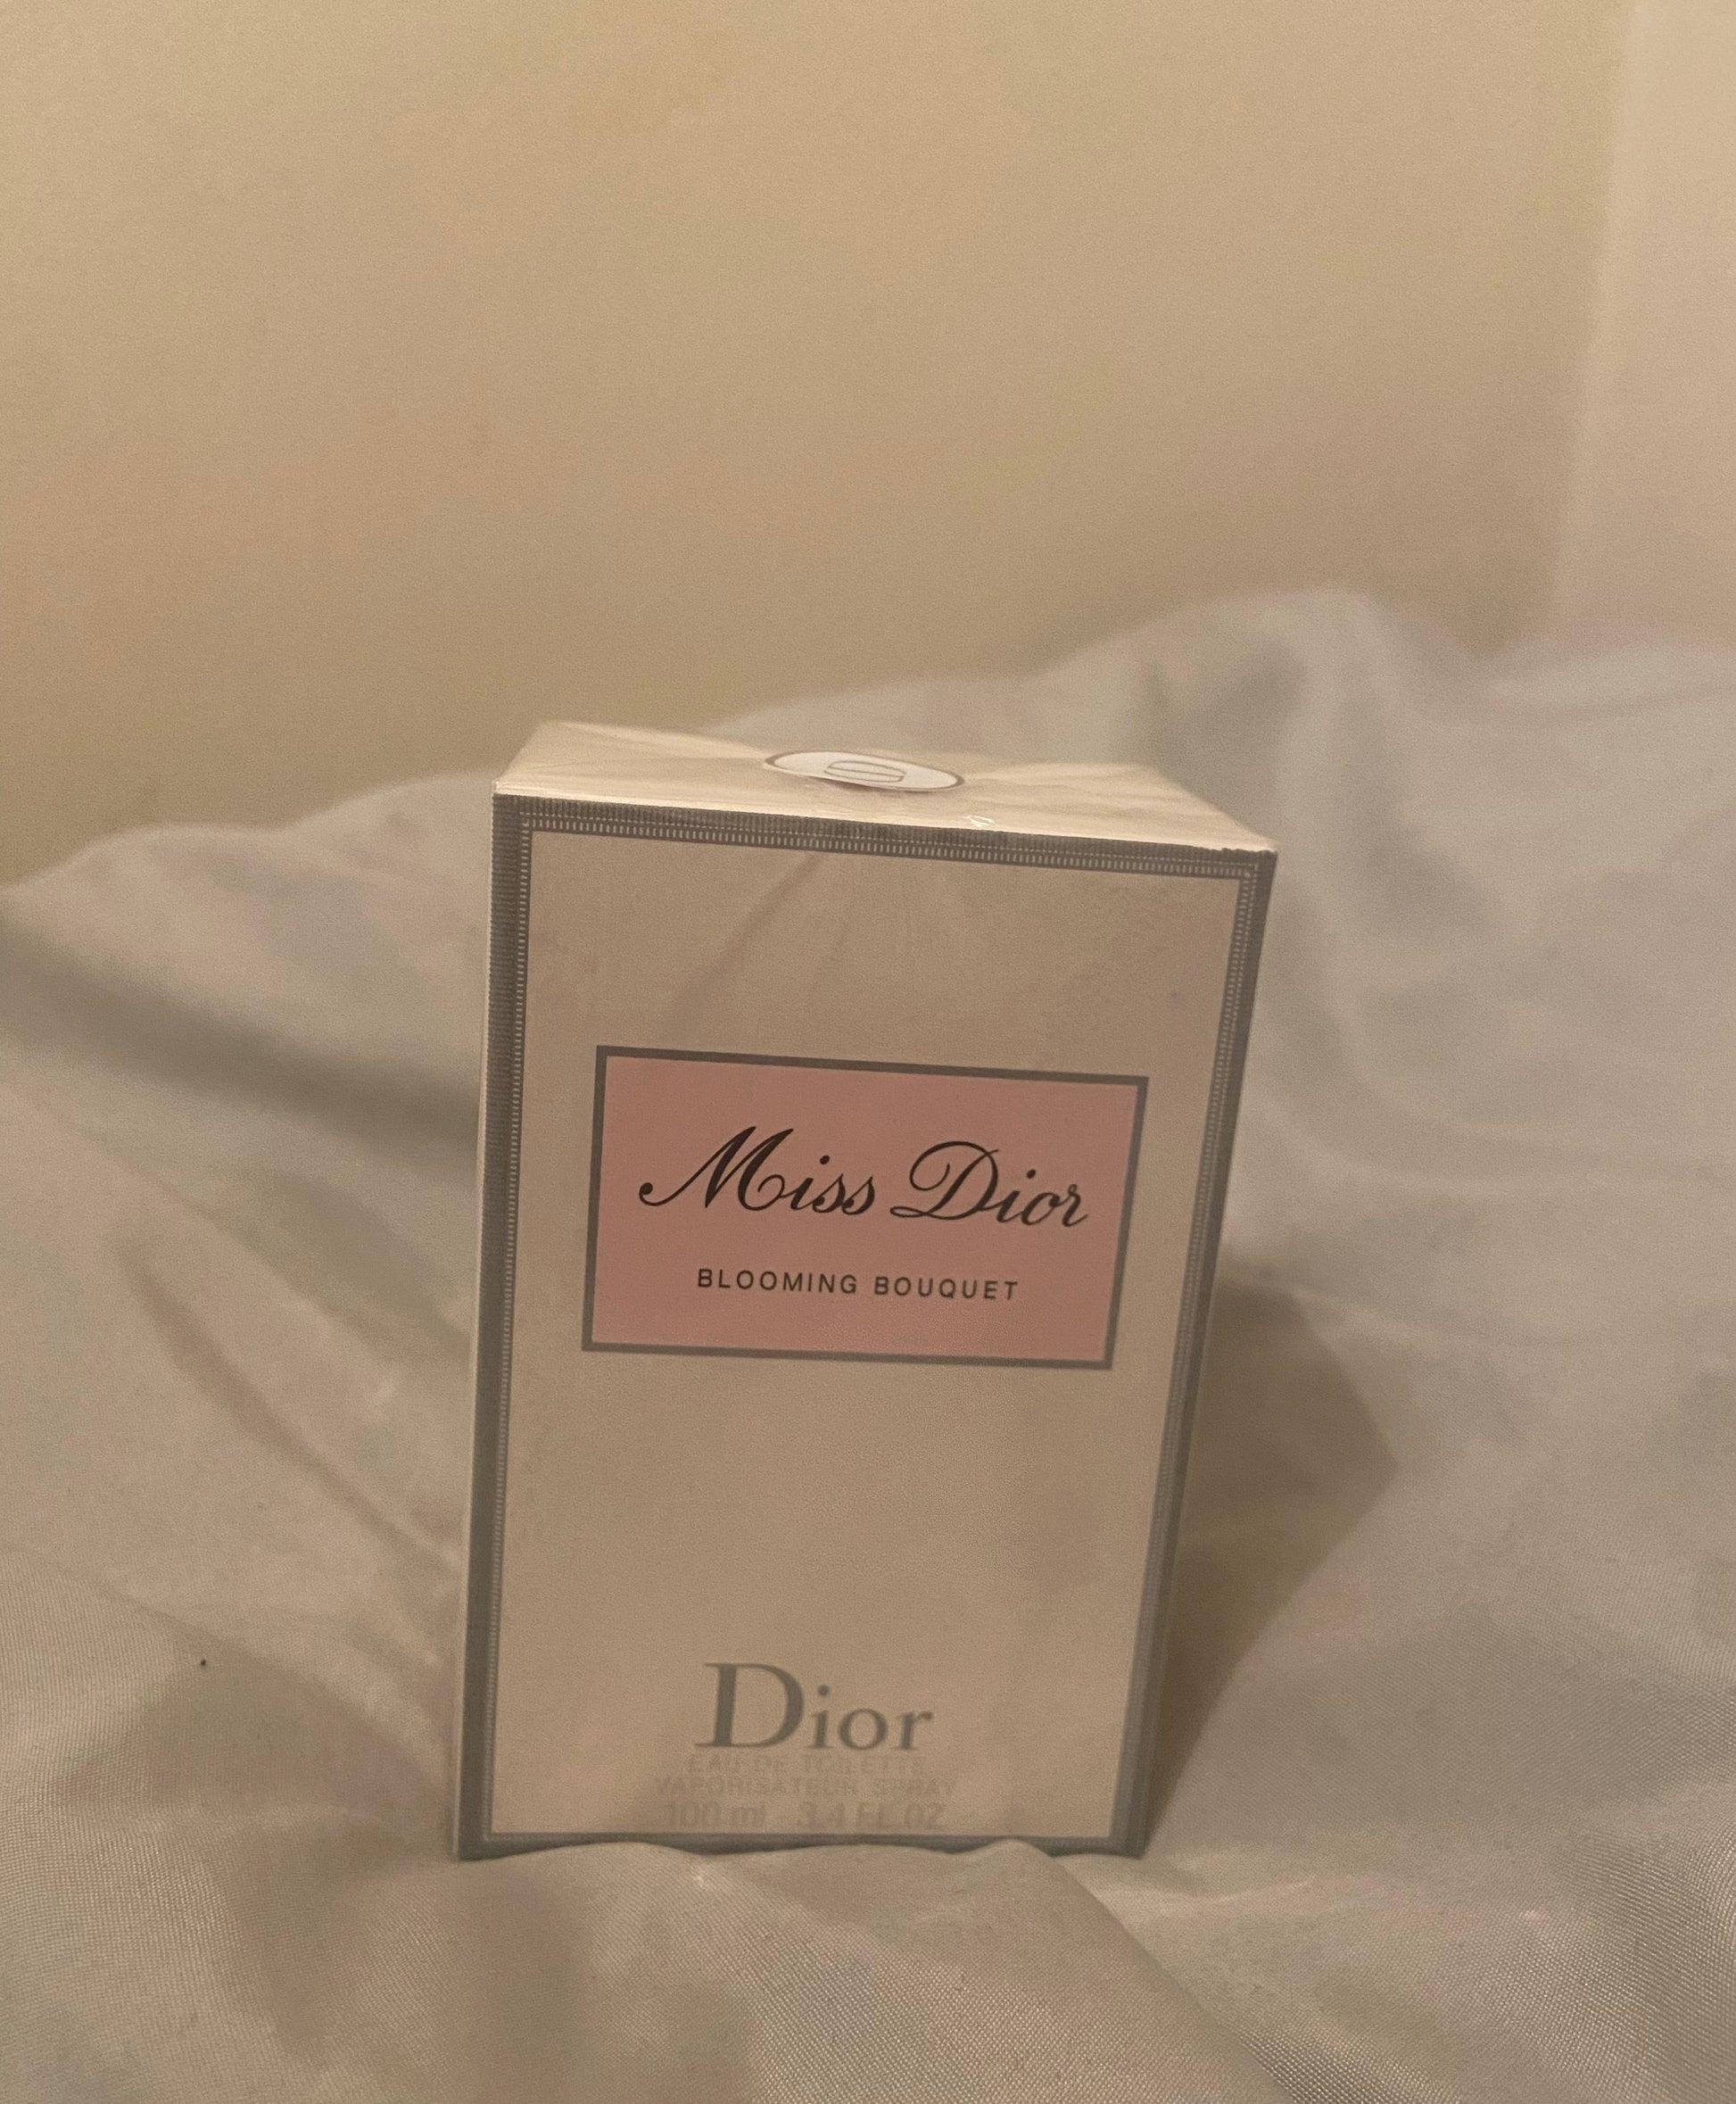 Miss Dior
BLOOMING BOUQUET
Dior
EAU DE TOILETTE
VAPORISATEUR SPRAY
100 ml 3.4 FL.OZ